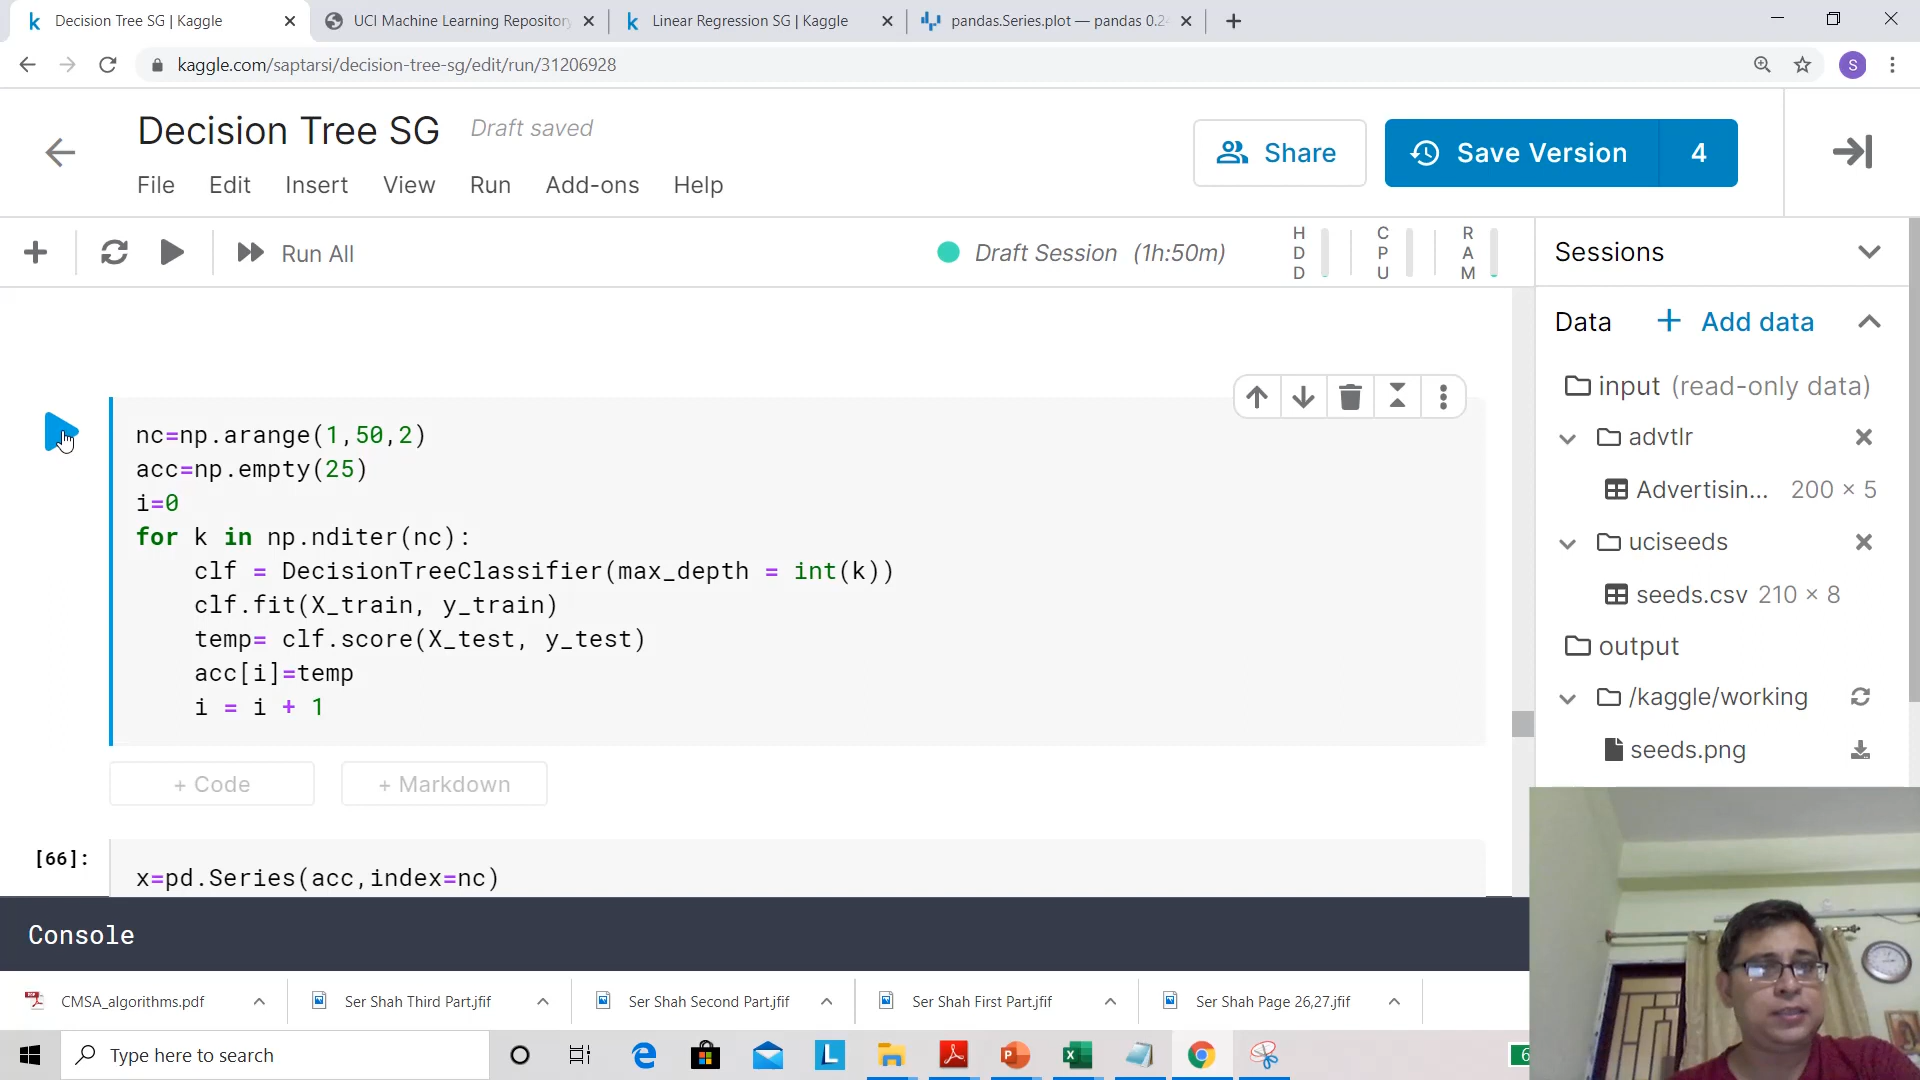 Decision Tree SG | Kaggle
UCI Machine Learning Repository
Linear Regression SG | Kaggle
pandas.Series.plot — pandas 0.2
kaggle.com/saptarsi/decision-tree-sg/edit/run/31206928
S
Decision Tree SG
Draft saved
File Edit Insert View Run Add-ons Help
Share
Save Version 4
Run All
Draft Session (1h:50m)
HDD
CPU
RAM
Sessions
Data
Add data
input (read-only data)
advtlr
Advertisin... 200 × 5
uciseeds
seeds.csv 210 × 8
output
/kaggle/working
seeds.png
nc=np.arange(1,50,2)
acc=np.empty(25)
i=0
for k in np.nditer(nc):
    clf = DecisionTreeClassifier(max_depth = int(k))
    clf.fit(X_train, y_train)
    temp= clf.score(X_test, y_test)
    acc[i]=temp
    i = i + 1
+ Code
+ Markdown
[66]:
x=pd.Series(acc,index=nc)
Console
CMSA_algorithms.pdf
Ser Shah Third Part.jfif
Ser Shah Second Part.jfif
Ser Shah First Part.jfif
Ser Shah Page 26,27.jfif
Type here to search